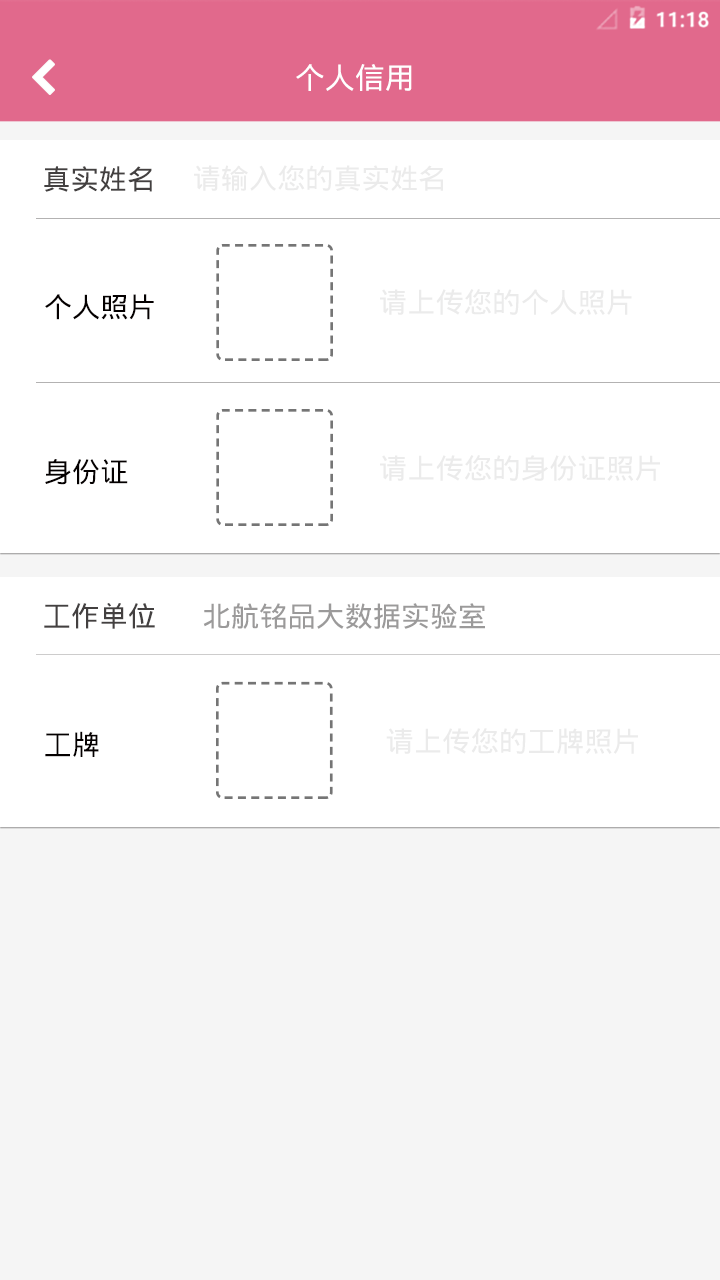 11:18
个人信用
真实姓名 请输入您的真实姓名
个人照片 请上传您的个人照片
身份证 请上传您的身份证照片
工作单位 北航铭品大数据实验室
工牌 请上传您的工牌照片